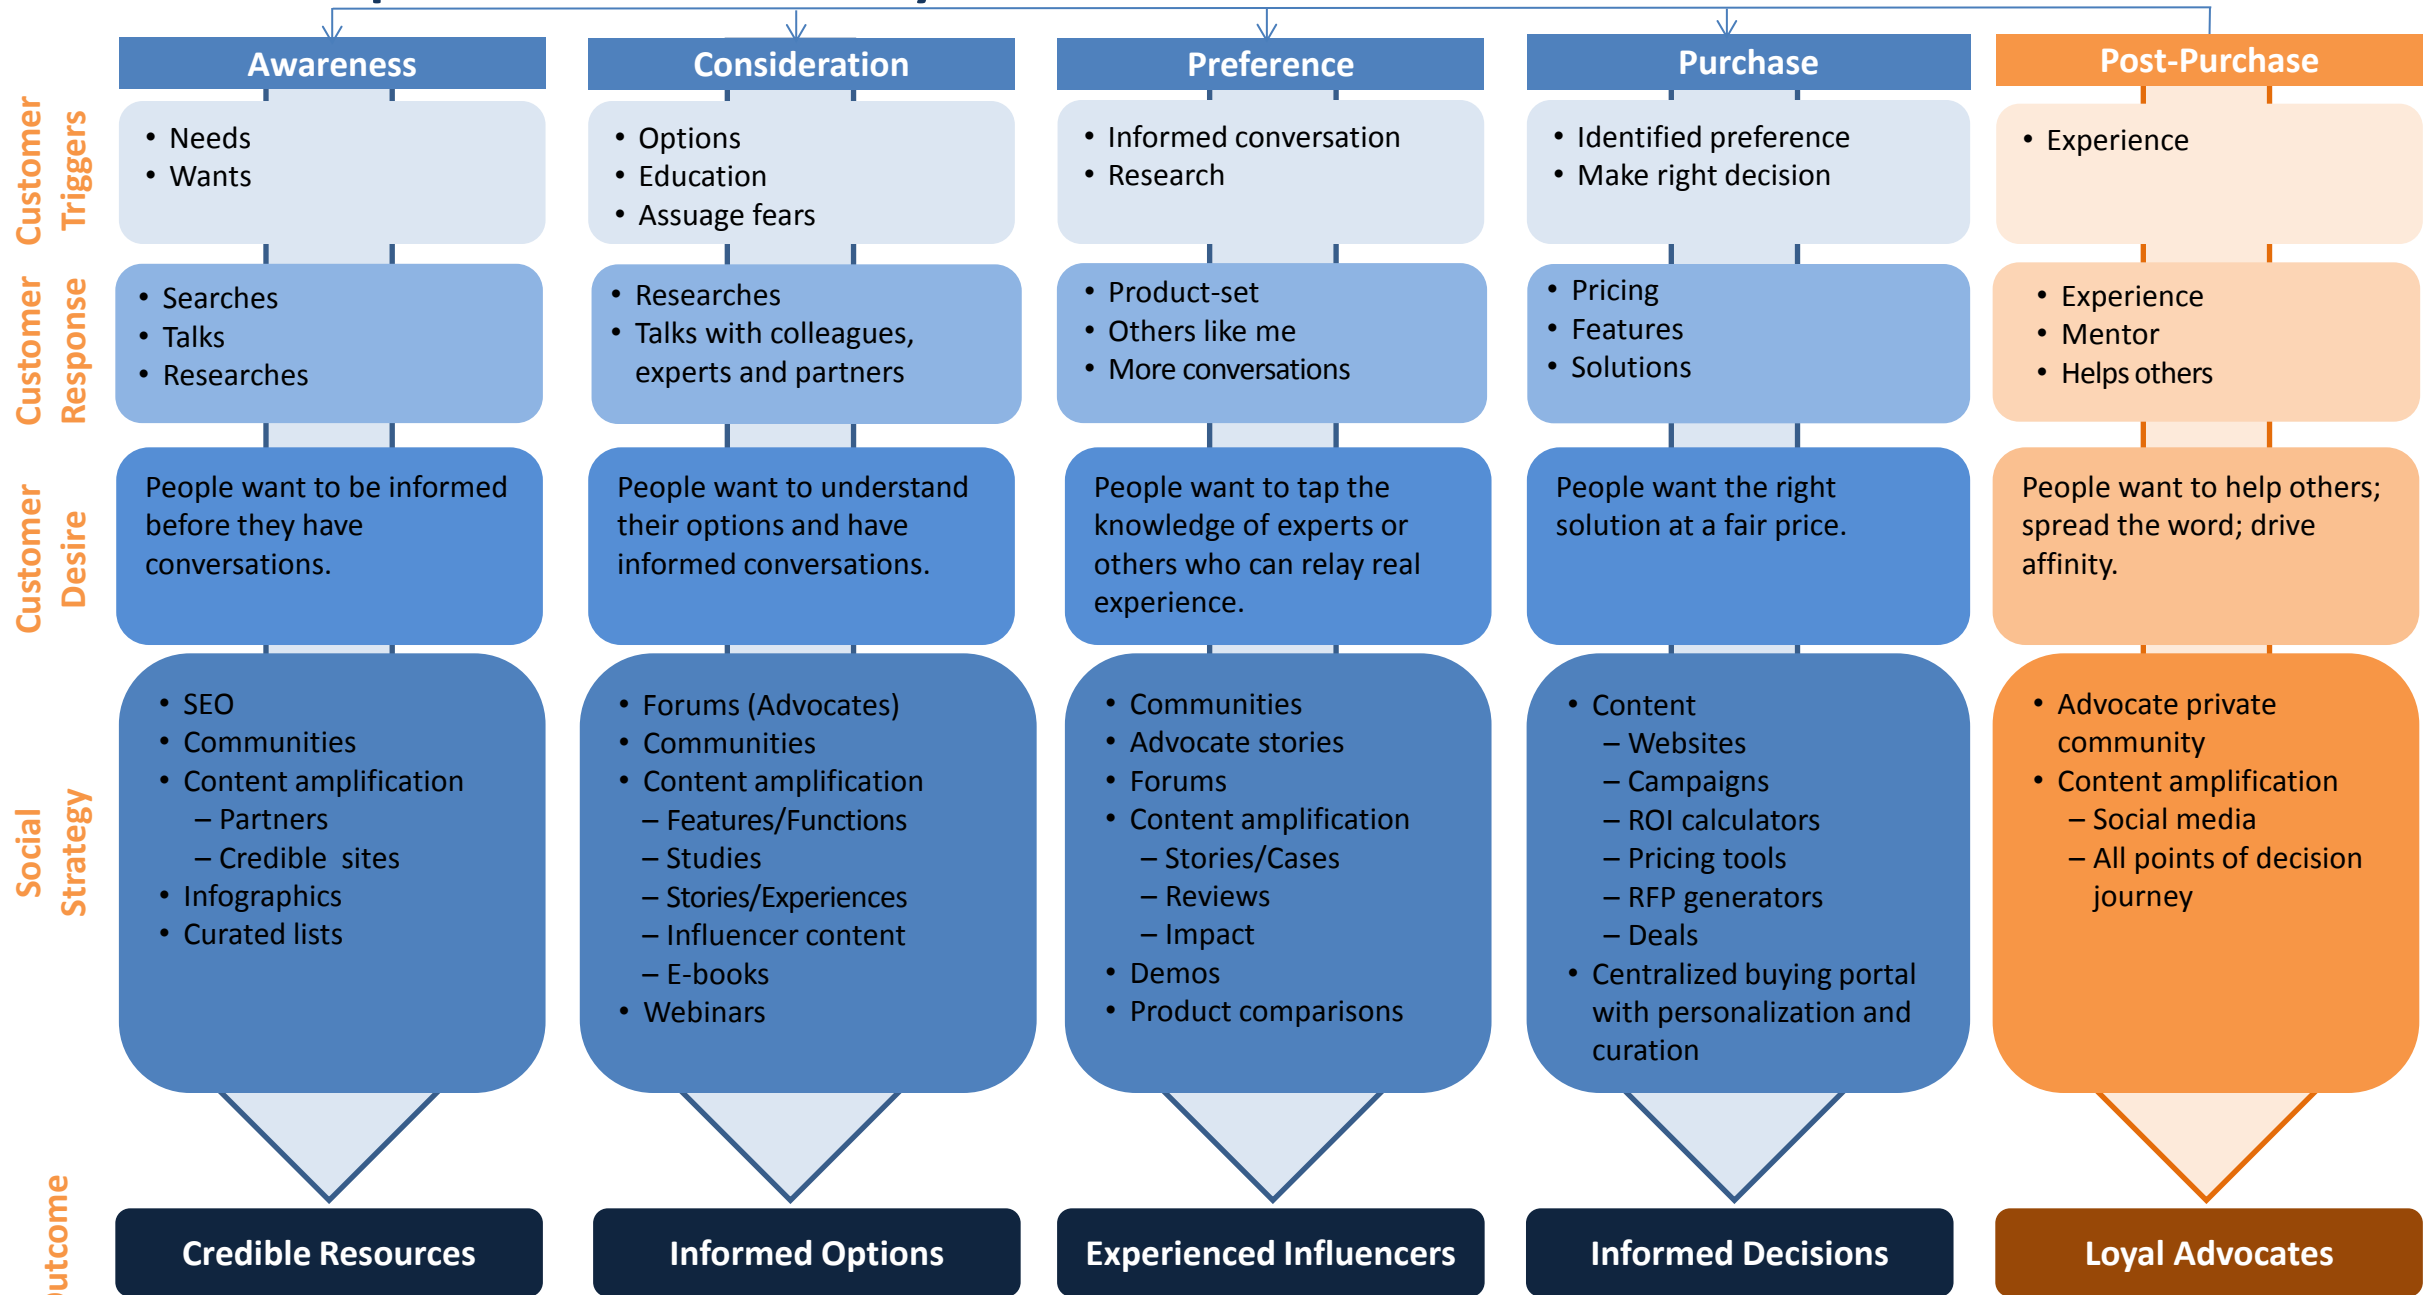 Awareness
Consideration
Preference
Purchase
Post-Purchase
Customer
Triggers
• Needs
• Wants
• Options
• Education
• Assuage fears
• Informed conversation
• Research
• Identified preference
• Make right decision
• Experience
Customer
Response
• Searches
• Talks
• Researches
• Researches
• Talks with colleagues,
experts and partners
• Product-set
• Others like me
• More conversations
• Pricing
• Features
• Solutions
• Experience
• Mentor
• Helps others
Customer
Desire
People want to be informed
before they have
conversations.
People want to understand
their options and have
informed conversations.
People want to tap the
knowledge of experts or
others who can relay real
experience.
People want the right
solution at a fair price.
People want to help others;
spread the word; drive
affinity.
Social
Strategy
• SEO
• Communities
• Content amplification
– Partners
– Credible sites
• Infographics
• Curated lists
• Forums (Advocates)
• Communities
• Content amplification
– Features/Functions
– Studies
– Stories/Experiences
– Influencer content
– E-books
• Webinars
• Communities
• Advocate stories
• Forums
• Content amplification
– Stories/Cases
– Reviews
– Impact
• Demos
• Product comparisons
• Content
– Websites
– Campaigns
– ROI calculators
– Pricing tools
– RFP generators
– Deals
• Centralized buying portal
with personalization and
curation
• Advocate private
community
• Content amplification
– Social media
– All points of decision
journey
Outcome
Credible Resources
Informed Options
Experienced Influencers
Informed Decisions
Loyal Advocates